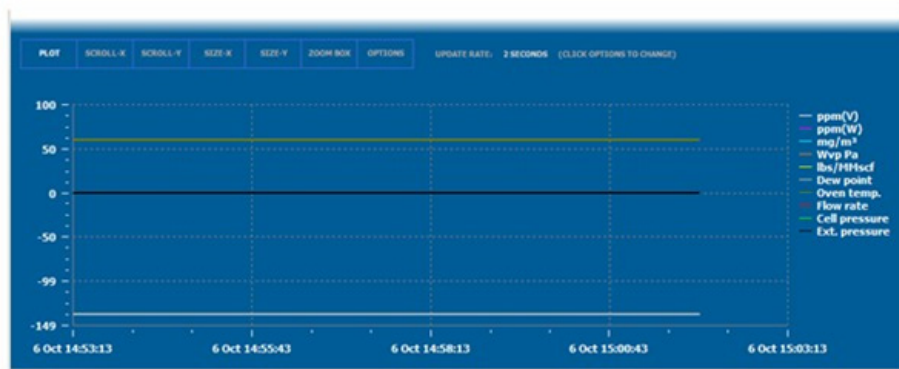 PLOT SCROLL-X SCROLL-Y SIZE-X SIZE-Y ZOOM BOX OPTIONS UPDATE RATE: 2 SECONDS (CLICK OPTIONS TO CHANGE)
100
50
0
-50
-99
-149
6 Oct 14:53:13 6 Oct 14:55:43 6 Oct 14:58:13 6 Oct 15:00:43 6 Oct 15:03:13
ppm(V)
ppm(W)
mg/m³
Wvp Pa
lbs/MMscf
Dew point
Oven temp.
Flow rate
Cell pressure
Ext. pressure